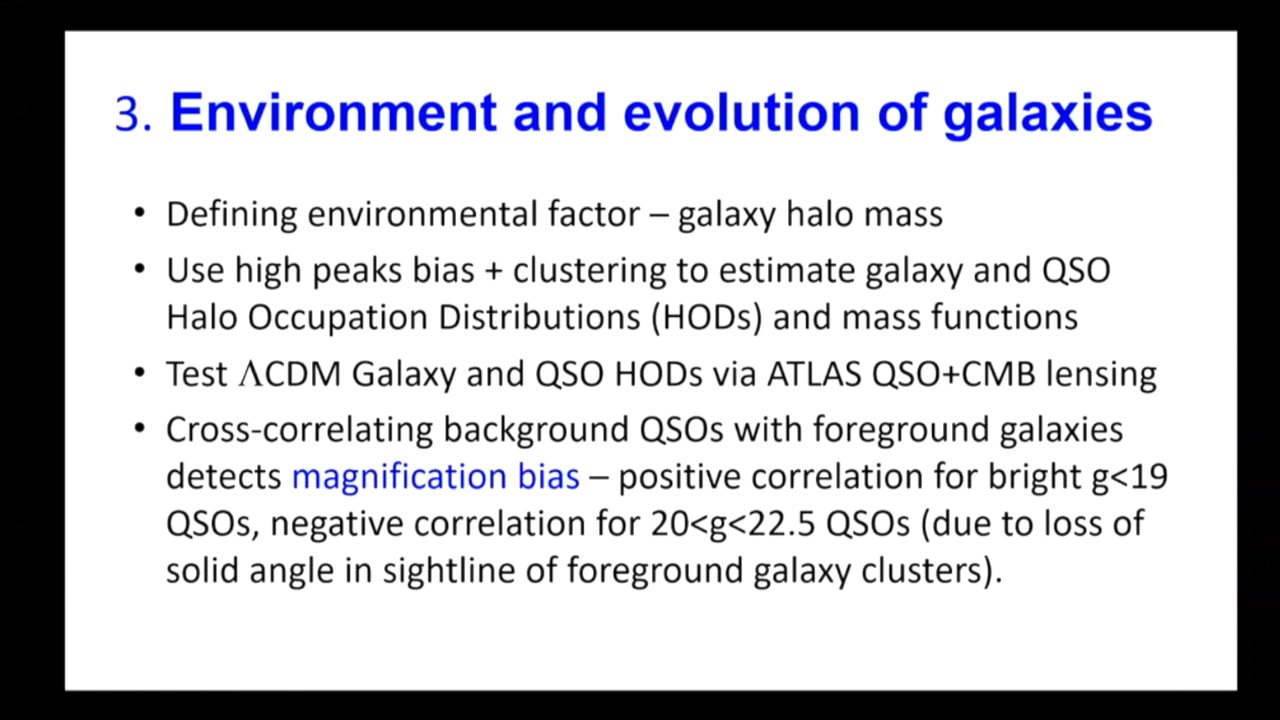 3. Environment and evolution of galaxies
• Defining environmental factor – galaxy halo mass
• Use high peaks bias + clustering to estimate galaxy and QSO
Halo Occupation Distributions (HODs) and mass functions
• Test ΛCDM Galaxy and QSO HODs via ATLAS QSO+CMB lensing
• Cross-correlating background QSOs with foreground galaxies
detects magnification bias – positive correlation for bright g<19
QSOs, negative correlation for 20<g<22.5 QSOs (due to loss of
solid angle in sightline of foreground galaxy clusters).